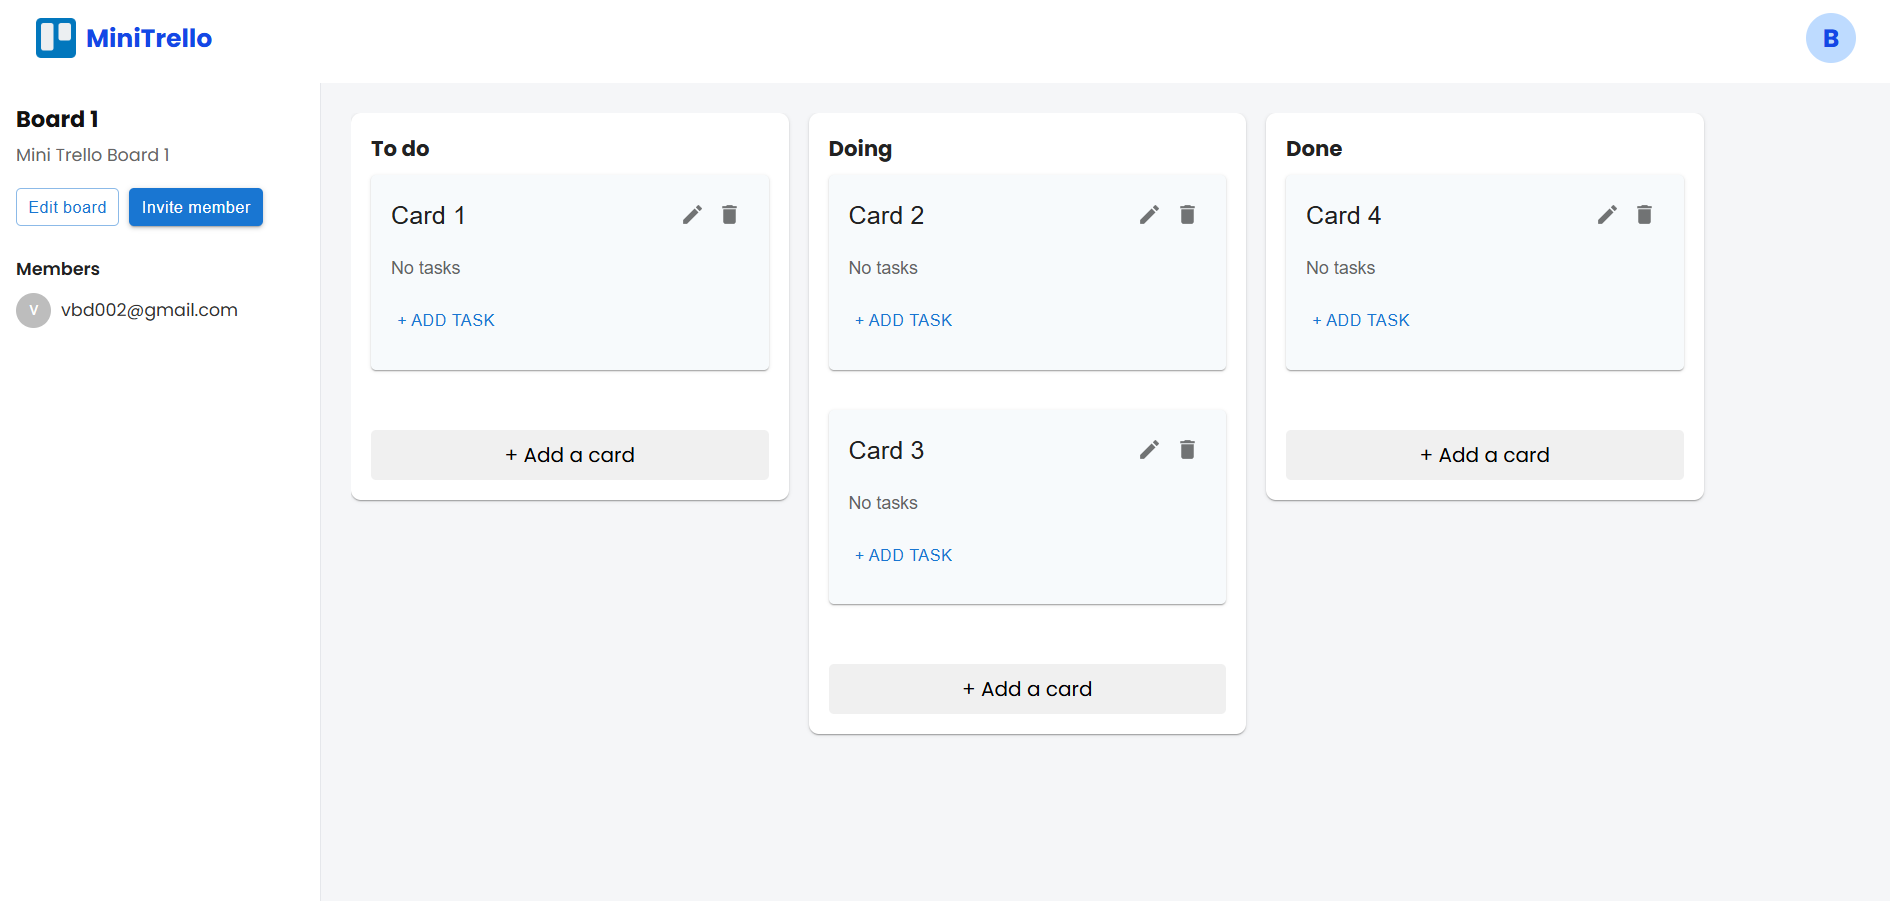 MiniTrello
B
Board 1
Mini Trello Board 1
Edit board
Invite member
Members
V
vbd002@gmail.com
To do
Card 1
No tasks
+ ADD TASK
+ Add a card
Doing
Card 2
No tasks
+ ADD TASK
Card 3
No tasks
+ ADD TASK
+ Add a card
Done
Card 4
No tasks
+ ADD TASK
+ Add a card